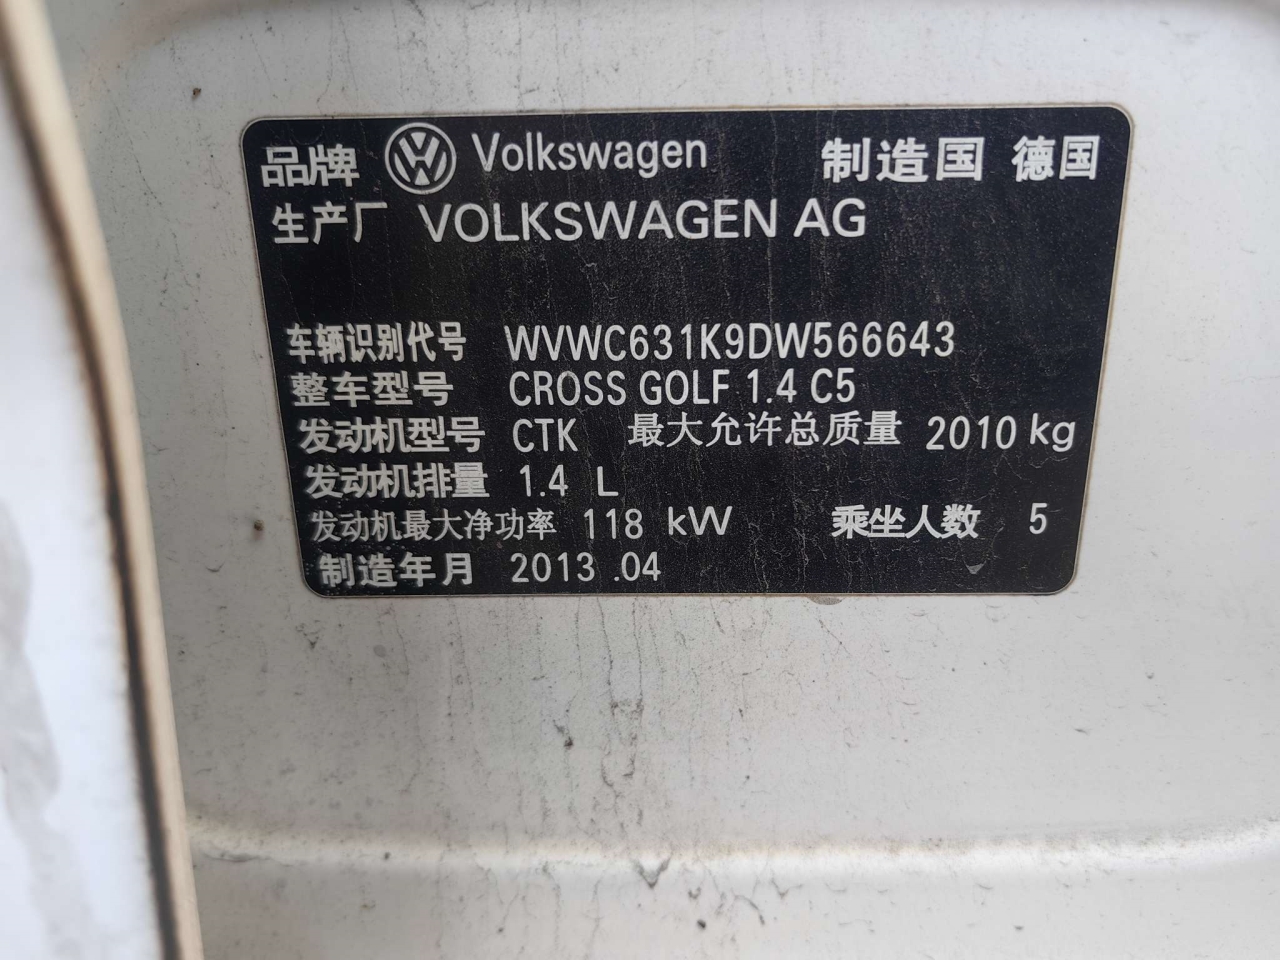 品牌 Volkswagen 制造国 德国
生产厂 VOLKSWAGEN AG
车辆识别代号 WVWC631K9DW566643
整车型号 CROSS GOLF 1.4 C5
发动机型号 CTK 最大允许总质量 2010 kg
发动机排量 1.4 L
发动机最大净功率 118 kW 乘坐人数 5
制造年月 2013 .04